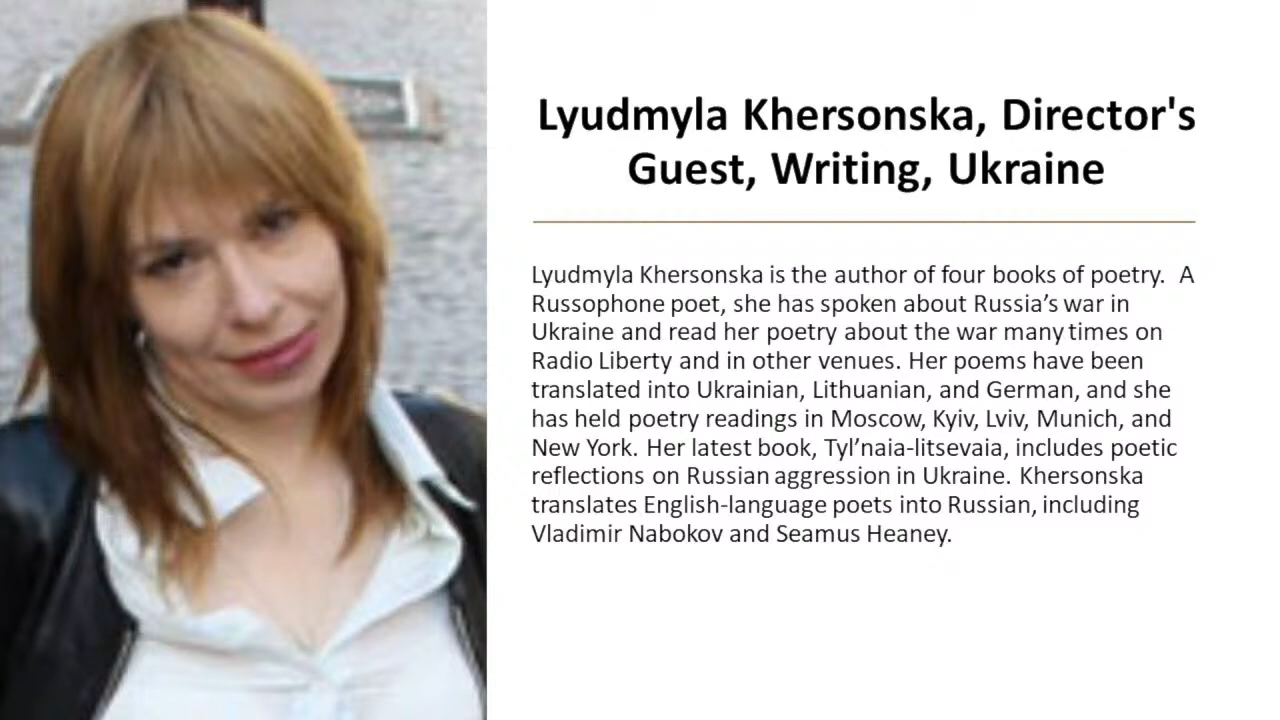 Lyudmyla Khersonska, Director's
Guest, Writing, Ukraine
Lyudmyla Khersonska is the author of four books of poetry.  A
Russophone poet, she has spoken about Russia’s war in
Ukraine and read her poetry about the war many times on
Radio Liberty and in other venues. Her poems have been
translated into Ukrainian, Lithuanian, and German, and she
has held poetry readings in Moscow, Kyiv, Lviv, Munich, and
New York. Her latest book, Tyl’naia-litsevaia, includes poetic
reflections on Russian aggression in Ukraine. Khersonska
translates English-language poets into Russian, including
Vladimir Nabokov and Seamus Heaney.